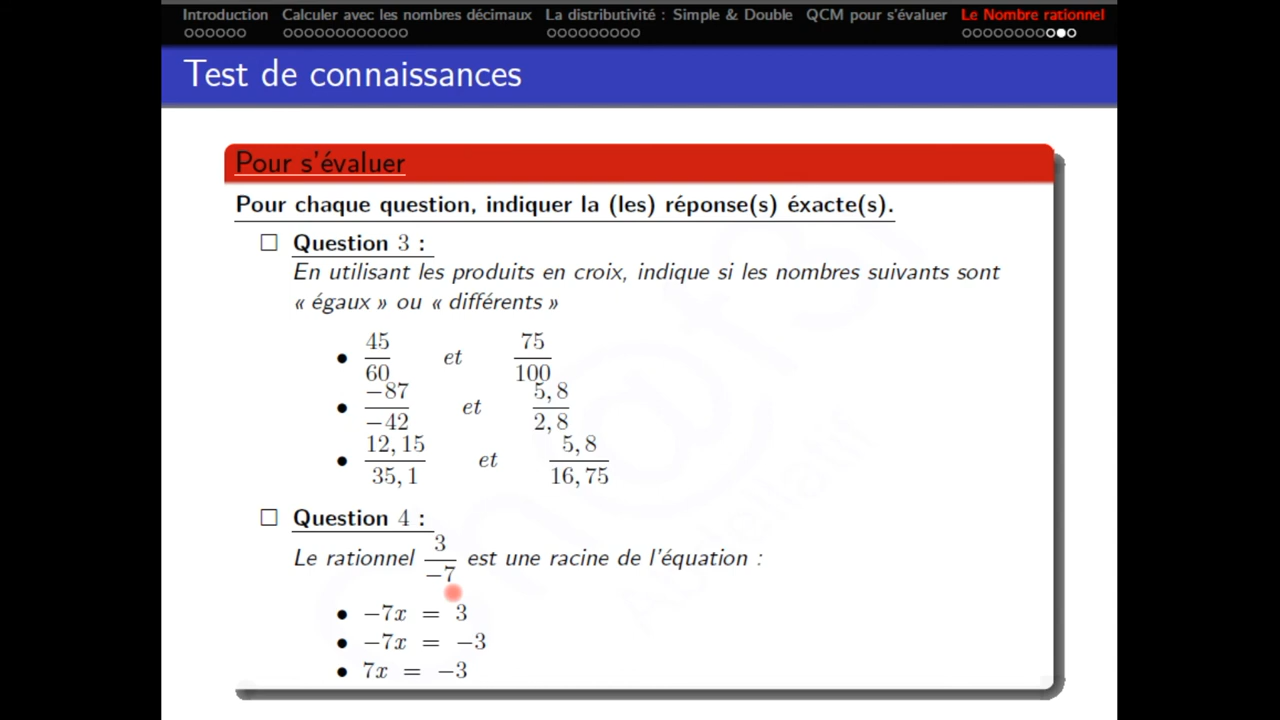 Introduction Calculer avec les nombres décimaux La distributivité : Simple & Double QCM pour s'évaluer Le Nombre rationnel
Test de connaissances
Pour s'évaluer
Pour chaque question, indiquer la (les) réponse(s) éxacte(s).
Question 3 :
En utilisant les produits en croix, indique si les nombres suivants sont
« égaux » ou « différents »
• 45/60 et 75/100
• −87/−42 et 5,8/2,8
• 12,15/35,1 et 5,8/16,75
Question 4 :
Le rationnel 3/−7 est une racine de l'équation :
• −7x = 3
• −7x = −3
• 7x = −3